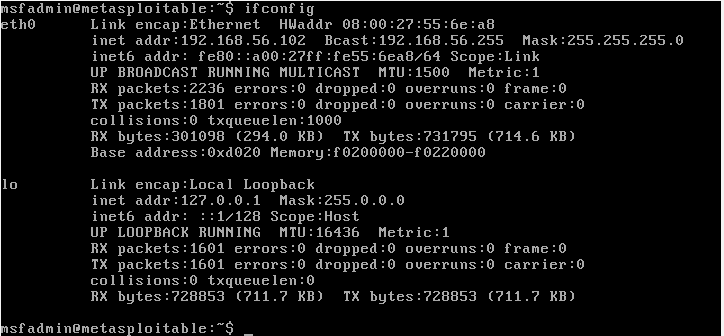 msfadmin@metasploitable:~$ ifconfig
eth0      Link encap:Ethernet  HWaddr 08:00:27:55:6e:a8
          inet addr:192.168.56.102  Bcast:192.168.56.255  Mask:255.255.255.0
          inet6 addr: fe80::a00:27ff:fe55:6ea8/64 Scope:Link
          UP BROADCAST RUNNING MULTICAST  MTU:1500  Metric:1
          RX packets:2236 errors:0 dropped:0 overruns:0 frame:0
          TX packets:1801 errors:0 dropped:0 overruns:0 carrier:0
          collisions:0 txqueuelen:1000
          RX bytes:301098 (294.0 KB)  TX bytes:731795 (714.6 KB)
          Base address:0xd020 Memory:f0200000-f0220000
lo        Link encap:Local Loopback
          inet addr:127.0.0.1  Mask:255.0.0.0
          inet6 addr: ::1/128 Scope:Host
          UP LOOPBACK RUNNING  MTU:16436  Metric:1
          RX packets:1601 errors:0 dropped:0 overruns:0 frame:0
          TX packets:1601 errors:0 dropped:0 overruns:0 carrier:0
          collisions:0 txqueuelen:0
          RX bytes:728853 (711.7 KB)  TX bytes:728853 (711.7 KB)
msfadmin@metasploitable:~$ _